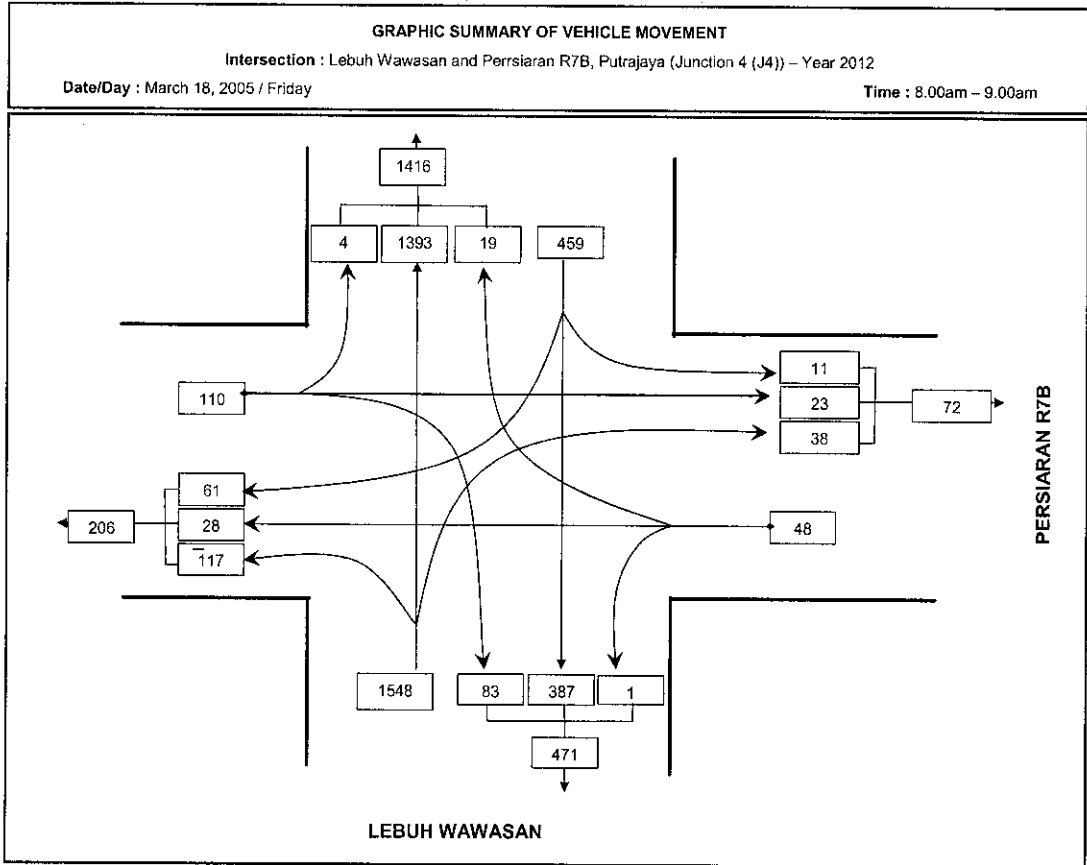 GRAPHIC SUMMARY OF VEHICLE MOVEMENT
Intersection : Lebuh Wawasan and Perrsiaran R7B, Putrajaya (Junction 4 (J4)) – Year 2012
Date/Day : March 18, 2005 / Friday Time : 8.00am – 9.00am
1416
4 1393 19 459
11
110 23 72
38
61
206 28 48
117
1548 83 387 1
471
PERSIARAN R7B
LEBUH WAWASAN